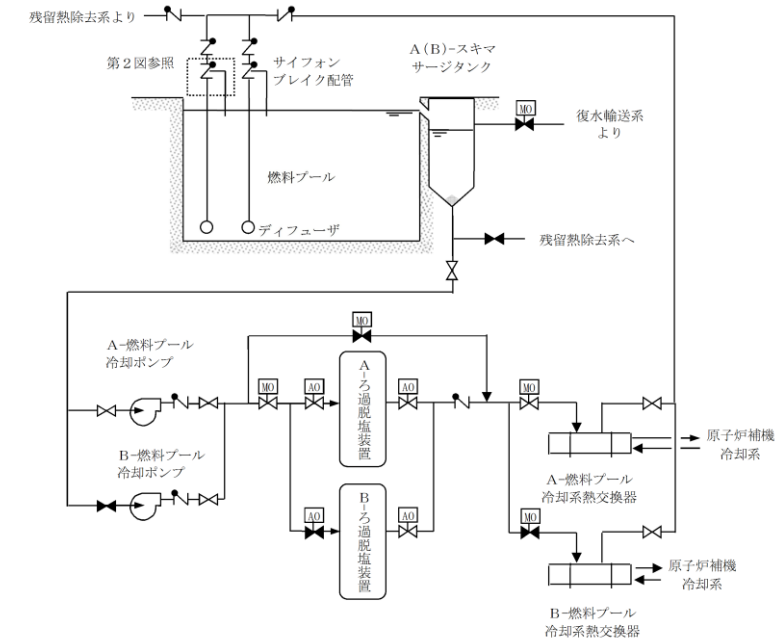 残留熱除去系より
第２図参照
サイフォン
ブレイク配管
Ａ(Ｂ)-スキマ
サージタンク
MO
復水輸送系
より
燃料プール
ディフューザ
残留熱除去系へ
MO
Ａ-燃料プール
冷却ポンプ
MO
AO
Ａ-ろ過脱塩装置
AO
MO
原子炉補機
冷却系
Ａ-燃料プール
冷却系熱交換器
Ｂ-燃料プール
冷却ポンプ
AO
Ｂ-ろ過脱塩装置
AO
MO
原子炉補機
冷却系
Ｂ-燃料プール
冷却系熱交換器